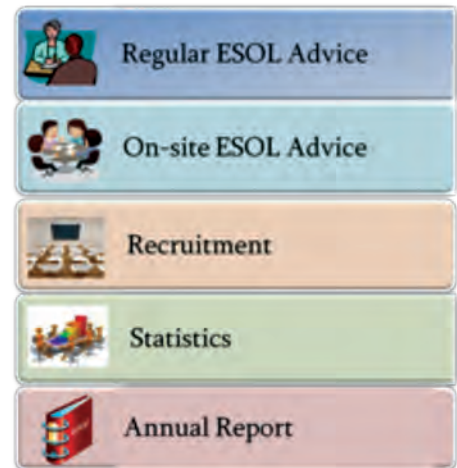 Regular ESOL Advice
On-site ESOL Advice
Recruitment
Statistics
Annual Report